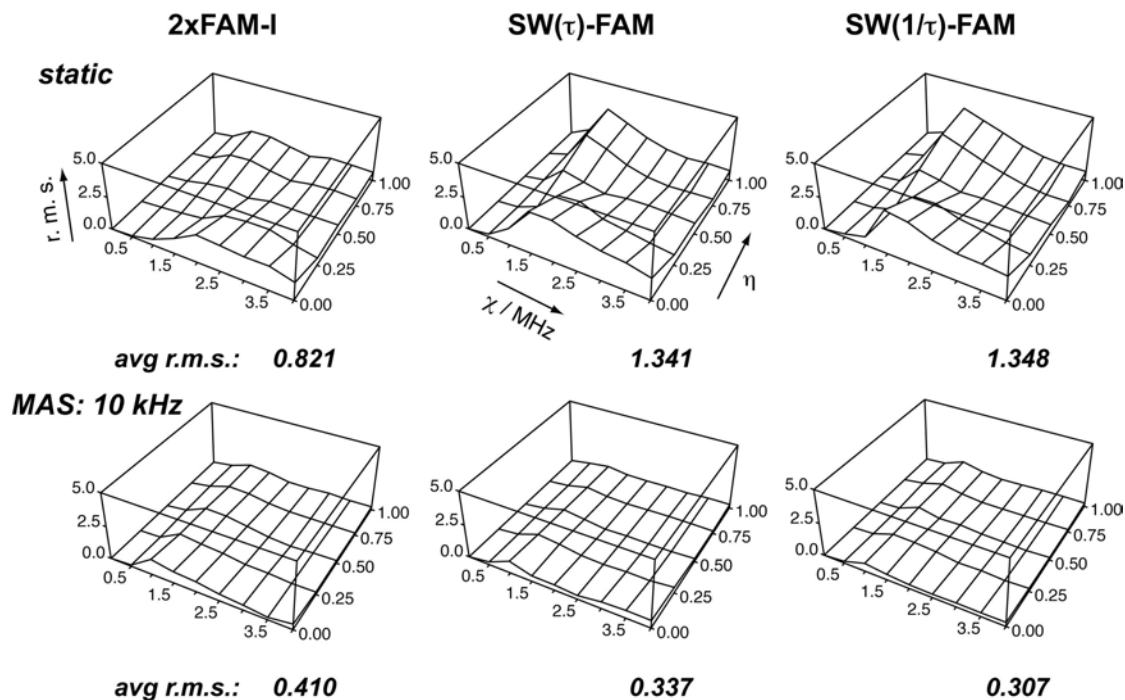 2xFAM-I SW(τ)-FAM SW(1/τ)-FAM
static
5.0 2.5 0.0 r. m. s. 0.5 1.5 2.5 3.5 0.00 0.25 0.50 0.75 1.00
5.0 2.5 0.0 0.5 1.5 2.5 3.5 χ / MHz 0.00 0.25 0.50 0.75 1.00 η
5.0 2.5 0.0 0.5 1.5 2.5 3.5 0.00 0.25 0.50 0.75 1.00
avg r.m.s.: 0.821 1.341 1.348
MAS: 10 kHz
5.0 2.5 0.0 0.5 1.5 2.5 3.5 0.00 0.25 0.50 0.75 1.00
5.0 2.5 0.0 0.5 1.5 2.5 3.5 0.00 0.25 0.50 0.75 1.00
5.0 2.5 0.0 0.5 1.5 2.5 3.5 0.00 0.25 0.50 0.75 1.00
avg r.m.s.: 0.410 0.337 0.307